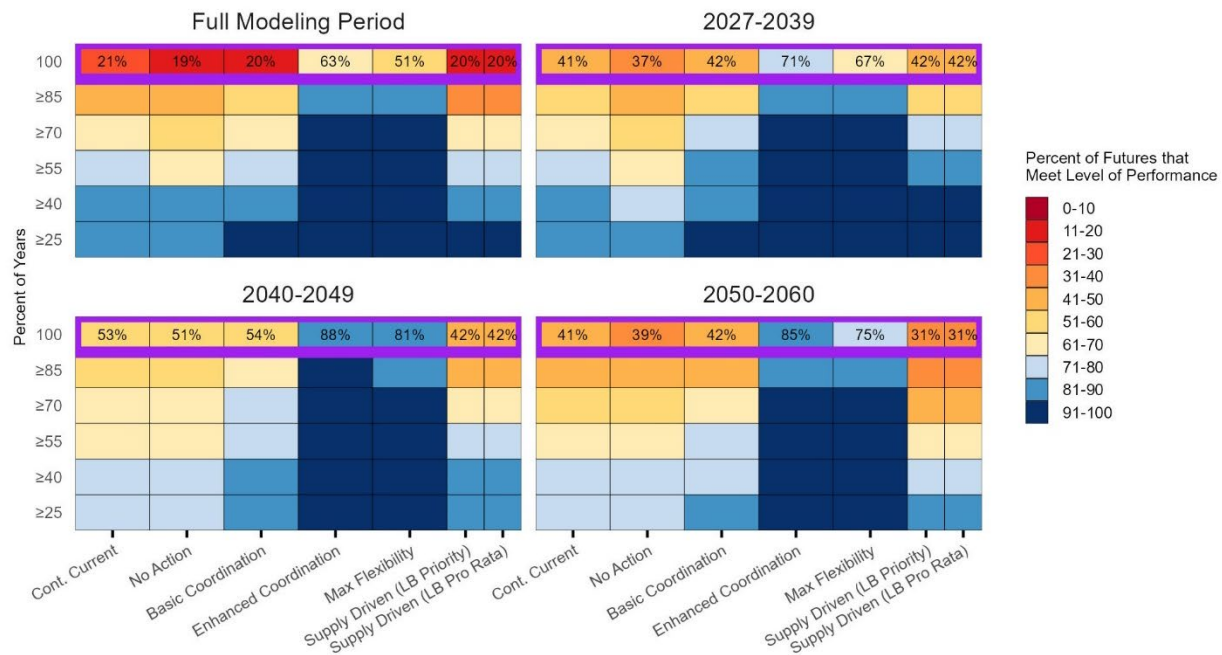 Full Modeling Period
2027-2039
100 21% 19% 20% 63% 51% 20% 20%
41% 37% 42% 71% 67% 42% 42%
≥85
≥70
≥55
≥40
≥25
Percent of Years
Percent of Futures that
Meet Level of Performance
0-10
11-20
21-30
31-40
41-50
51-60
61-70
71-80
81-90
91-100
2040-2049
2050-2060
100 53% 51% 54% 88% 81% 42% 42%
41% 39% 42% 85% 75% 31% 31%
≥85
≥70
≥55
≥40
≥25
Cont. Current
No Action
Basic Coordination
Enhanced Coordination
Max Flexibility
Supply Driven (LB Priority)
Supply Driven (LB Pro Rata)
Cont. Current
No Action
Basic Coordination
Enhanced Coordination
Max Flexibility
Supply Driven (LB Priority)
Supply Driven (LB Pro Rata)